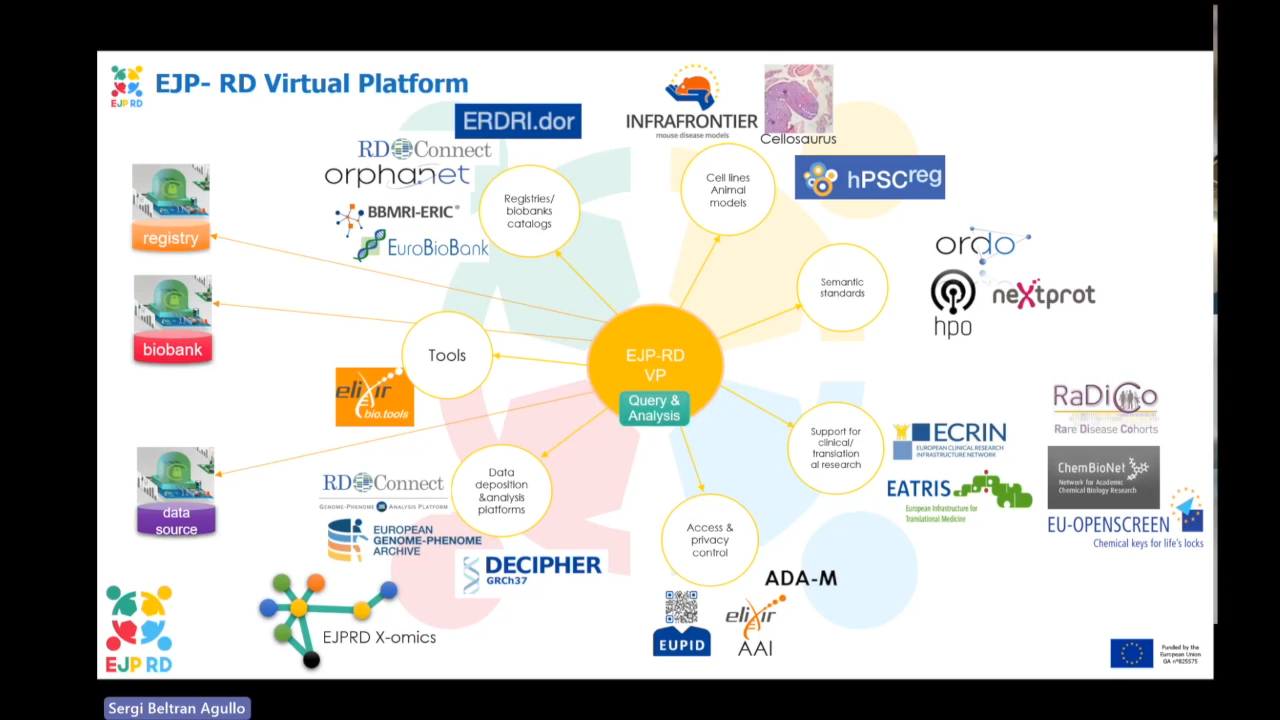 EJP- RD Virtual Platform
EJP RD
ERDRI.dor
RD Connect
orphanet
BBMRI-ERIC®
EuroBioBank
Registries/
biobanks
catalogs
INFRAFRONTIER
mouse disease models
Cellosaurus
hPSCreg
Cell lines
Animal
models
registry
biobank
data
source
ordo
hpo
neXtprot
Semantic
standards
Tools
elixir
bio.tools
EJP-RD
VP
Query &
Analysis
Support for
clinical/
translation
al research
ECRIN
EUROPEAN CLINICAL RESEARCH
INFRASTRUCTURE NETWORK
EATRIS
European Infrastructure for
Translational Medicine
RaDiCo
Rare Disease Cohorts
ChemBioNet
Network for Academic
Chemical Biology Research
EU-OPENSCREEN
Chemical keys for life's locks
RD Connect
GENOME-PHENOME ANALYSIS PLATFORM
EUROPEAN
GENOME-PHENOME
ARCHIVE
DECIPHER
GRCh37
Data
deposition
&analysis
platforms
Access &
privacy
control
ADA-M
EUPID
elixir
AAI
EJPRD X-omics
EJP RD
Funded by the
European Union
GA n°825575
Sergi Beltran Agullo